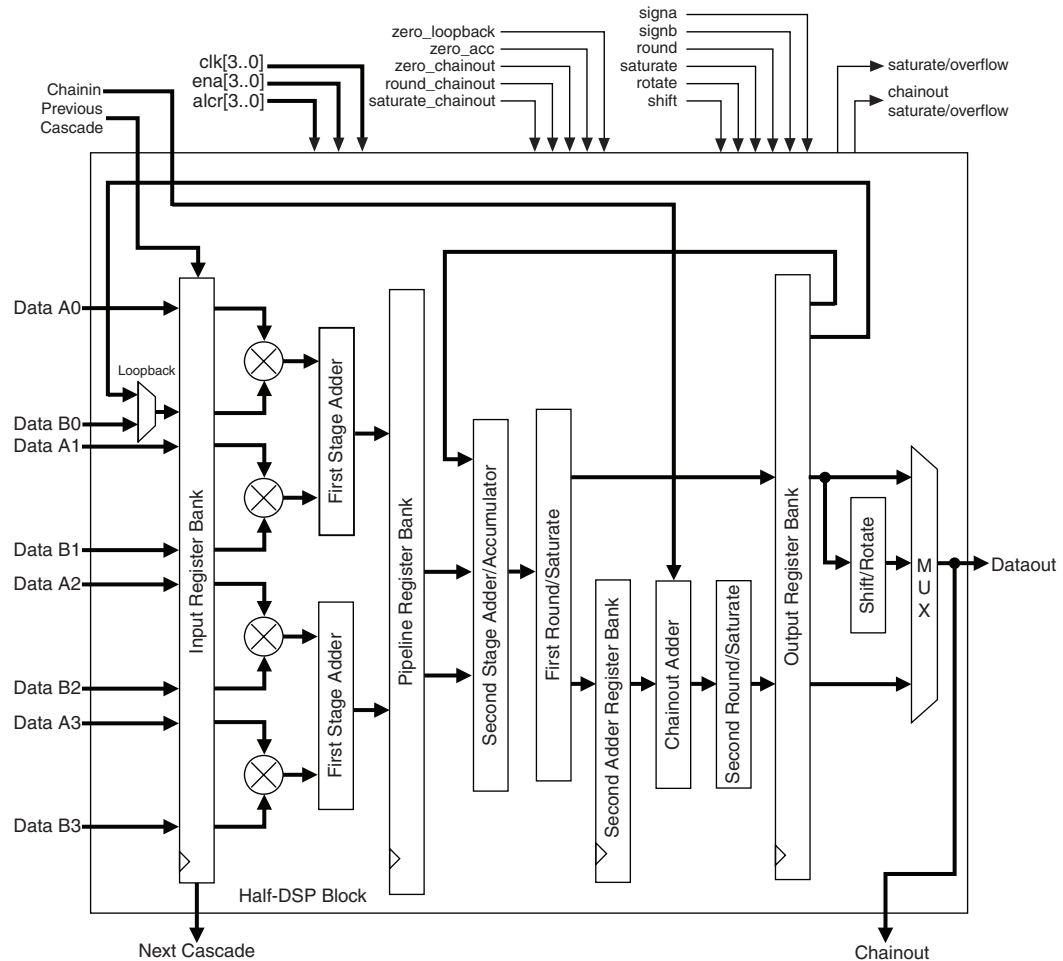 signa
signb
zero_loopback
round
clk[3..0]
zero_acc
saturate
saturate/overflow
ena[3..0]
zero_chainout
rotate
Chainin
alcr[3..0]
round_chainout
shift
chainout
saturate/overflow
Previous
Cascade
saturate_chainout
Data A0
Loopback
Data B0
Data A1
Data B1
Data A2
Data B2
Data A3
Data B3
Input Register Bank
First Stage Adder
First Stage Adder
Pipeline Register Bank
Second Stage Adder/Accumulator
First Round/Saturate
Second Adder Register Bank
Chainout Adder
Second Round/Saturate
Output Register Bank
Shift/Rotate
M
U
X
Dataout
Half-DSP Block
Next Cascade
Chainout